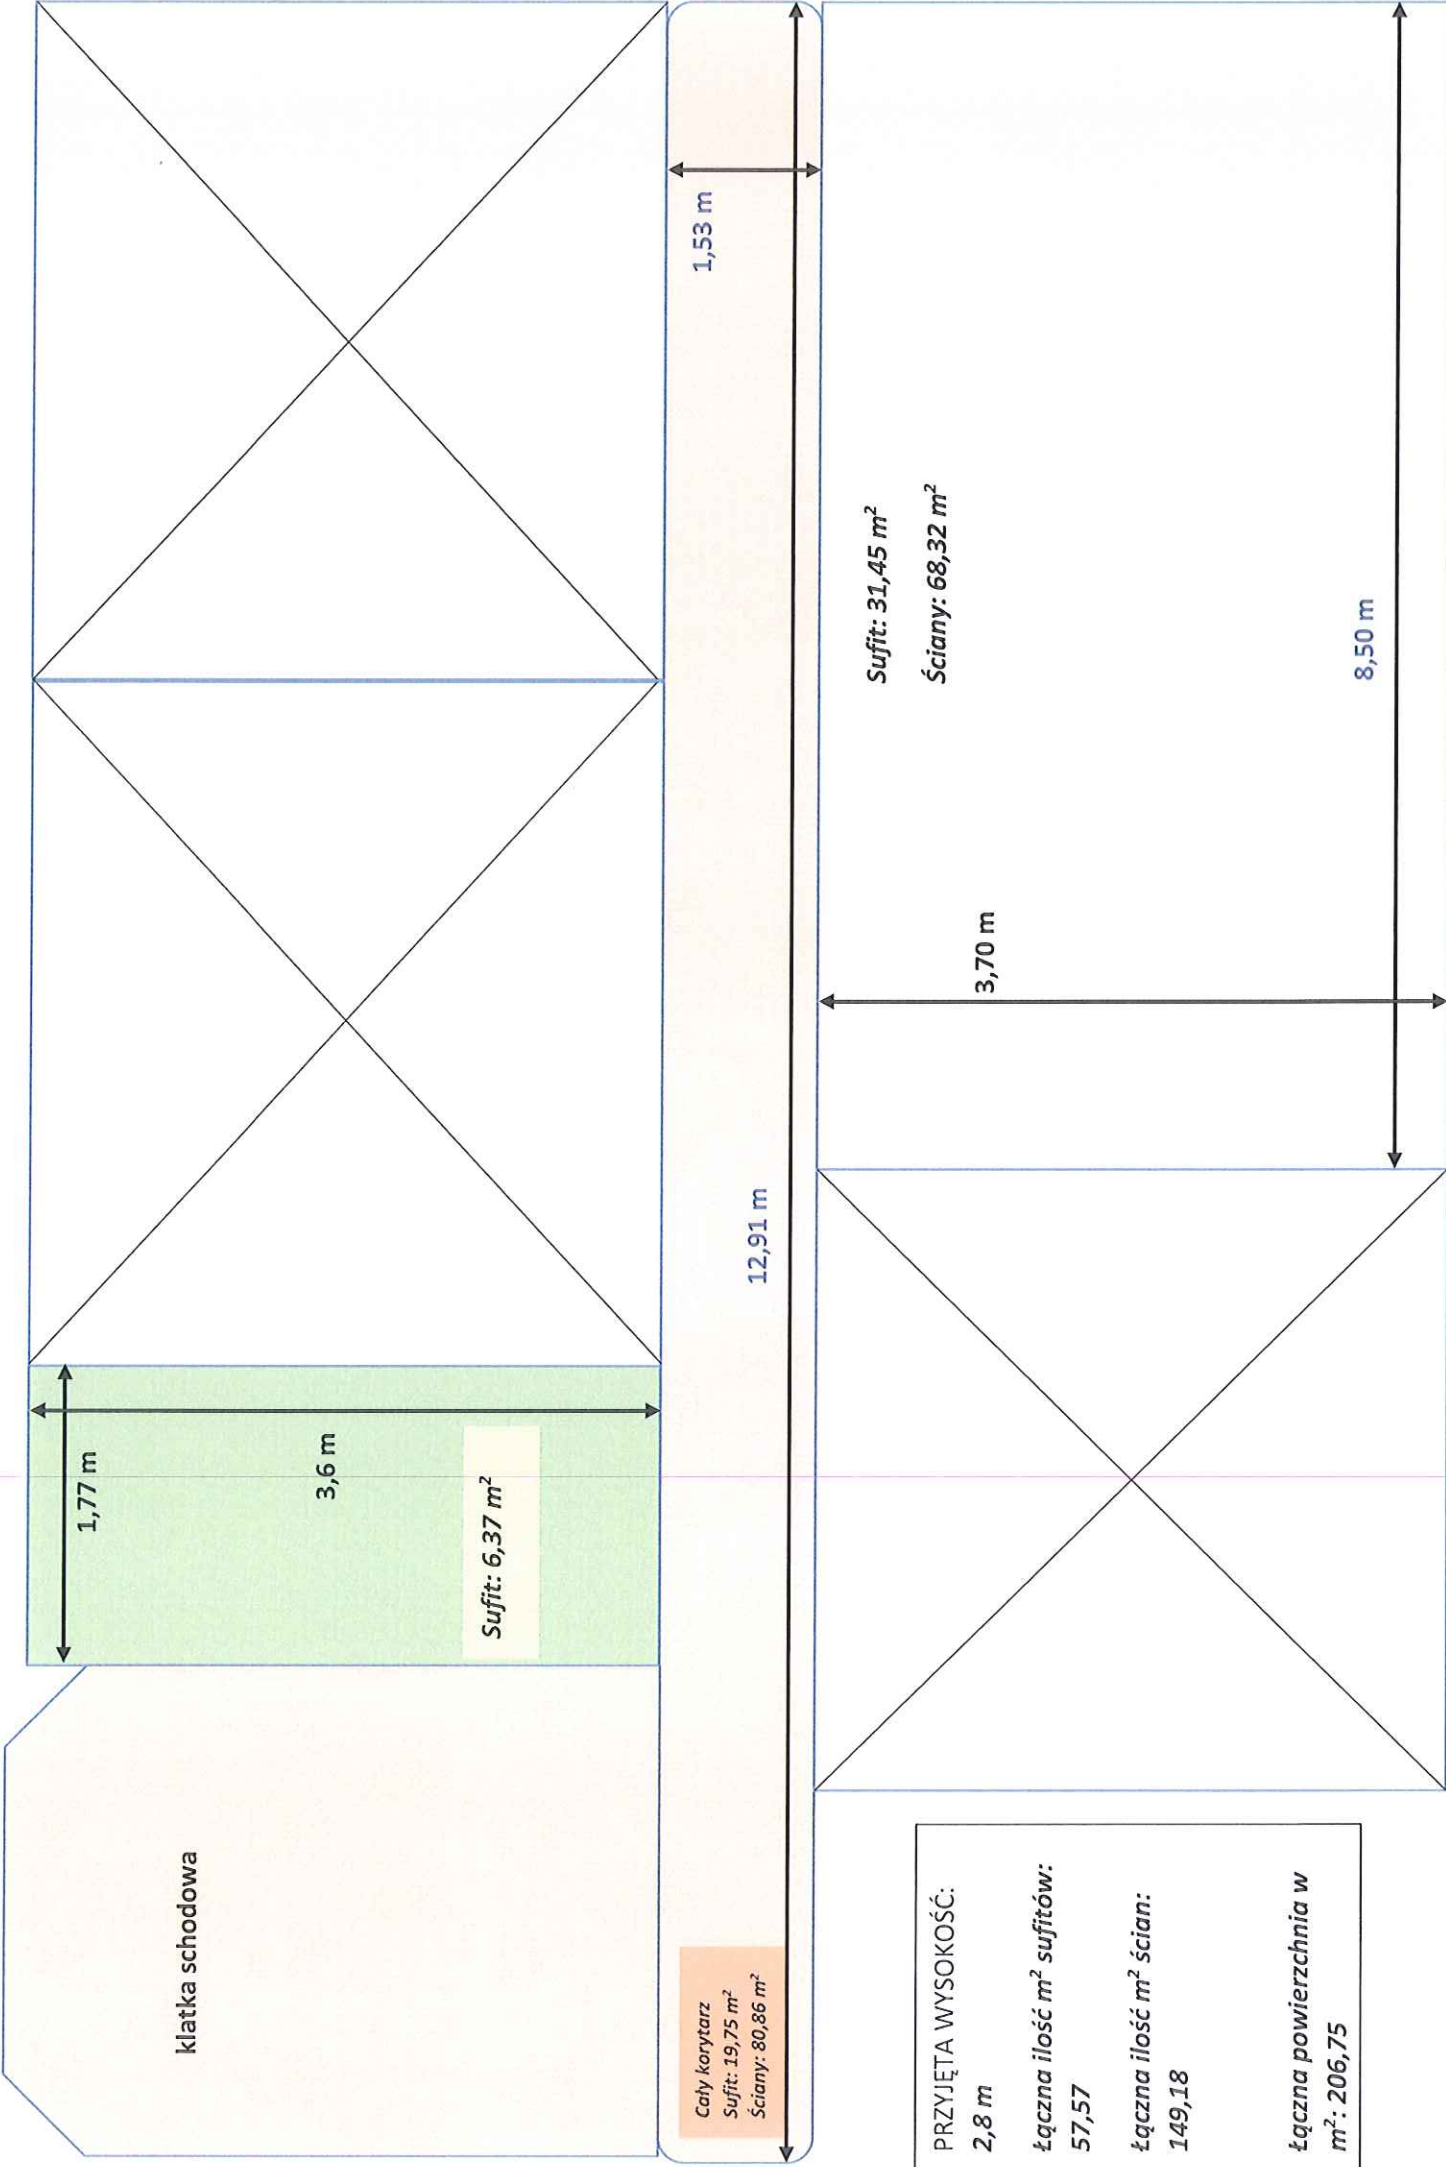 klatka schodowa
1,77 m
3,6 m
Sufit: 6,37 m²
Cały korytarz
Sufit: 19,75 m²
Ściany: 80,86 m²
12,91 m
1,53 m
Sufit: 31,45 m²
Ściany: 68,32 m²
3,70 m
8,50 m
PRZYJĘTA WYSOKOŚĆ:
2,8 m
Łączna ilość m² sufitów:
57,57
Łączna ilość m² ścian:
149,18
Łączna powierzchnia w
m²: 206,75